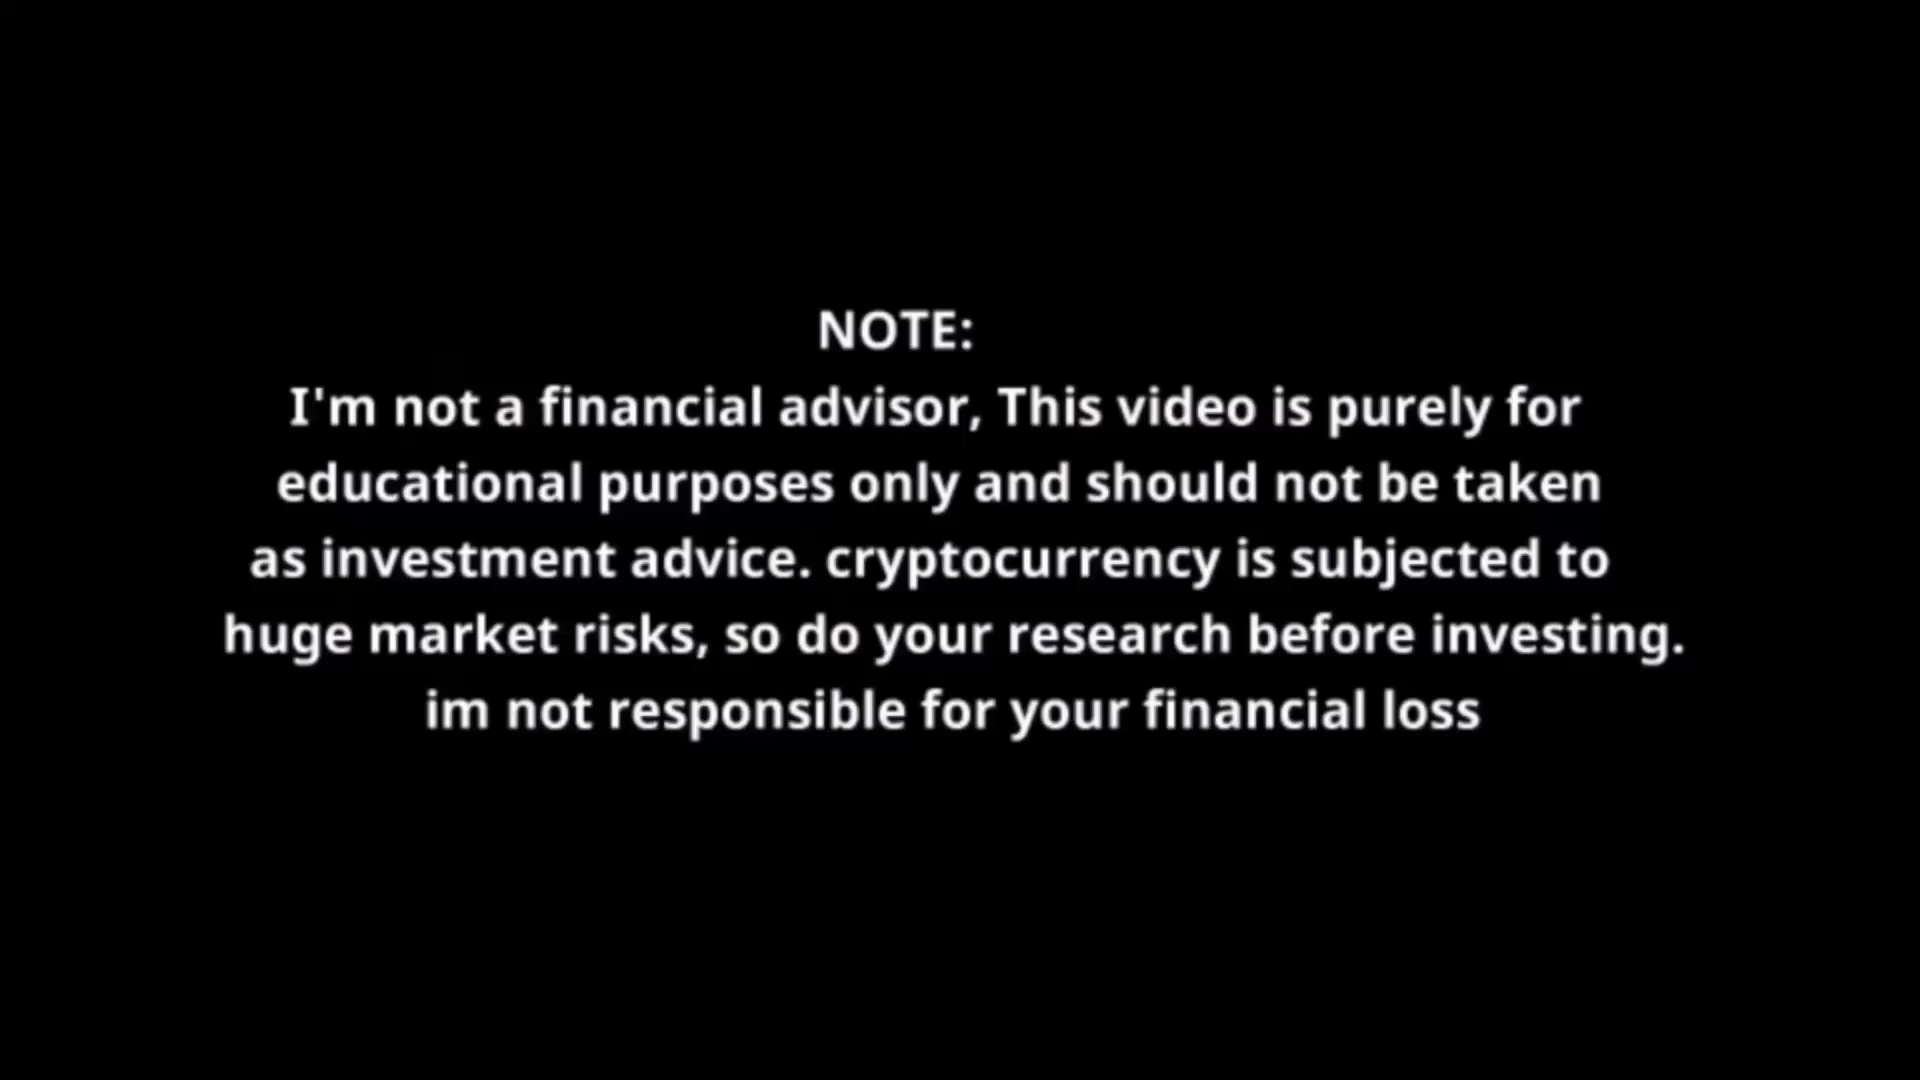 NOTE:
I'm not a financial advisor, This video is purely for
educational purposes only and should not be taken
as investment advice. cryptocurrency is subjected to
huge market risks, so do your research before investing.
im not responsible for your financial loss